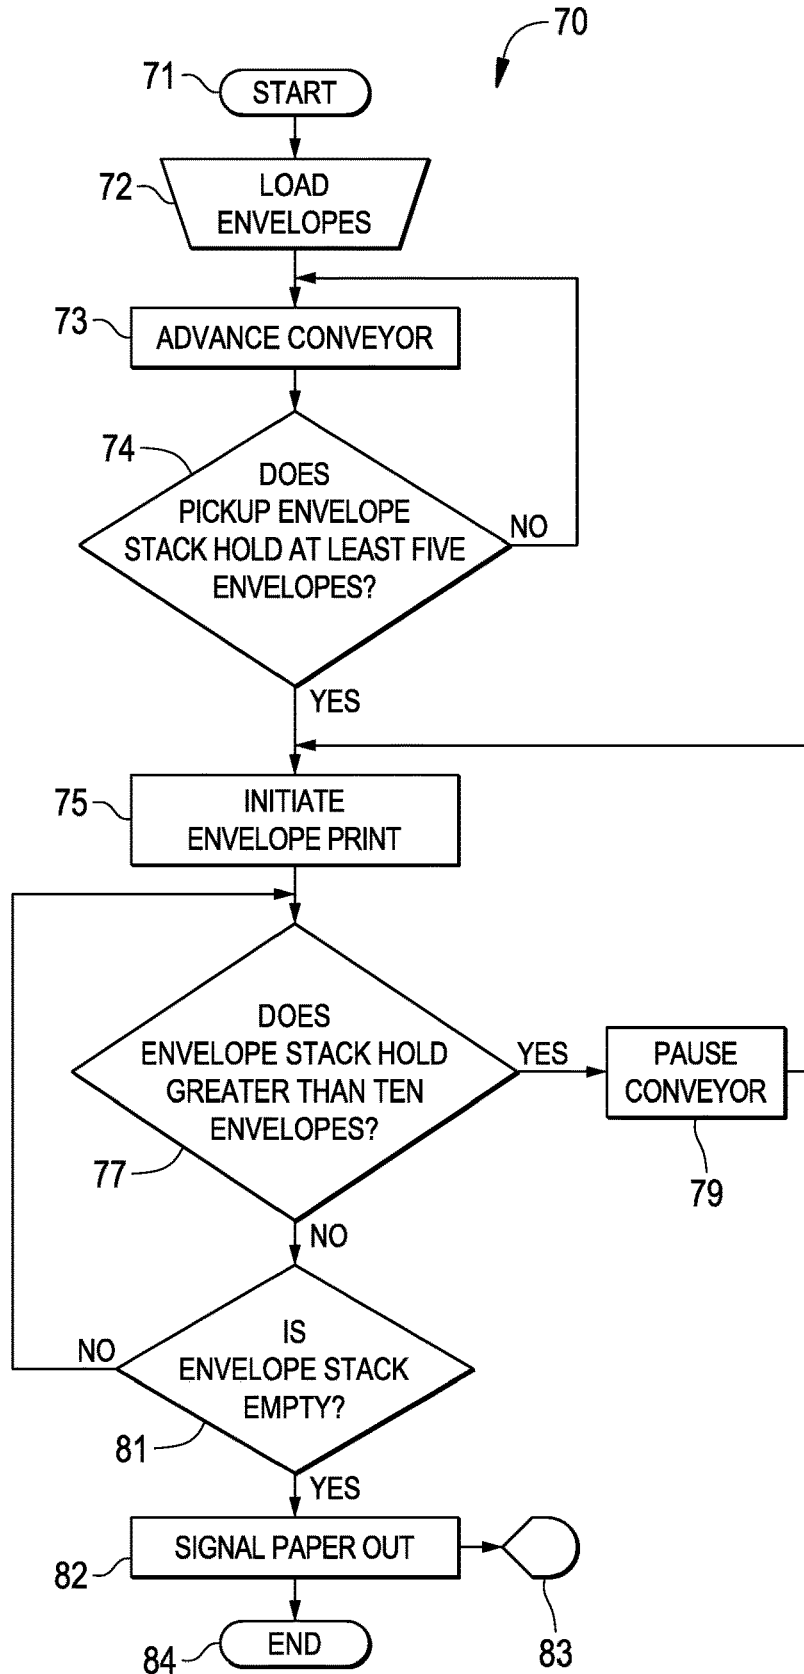 70
71
START
72
LOAD
ENVELOPES
73
ADVANCE CONVEYOR
74
DOES
PICKUP ENVELOPE
STACK HOLD AT LEAST FIVE
ENVELOPES?
NO
YES
75
INITIATE
ENVELOPE PRINT
DOES
ENVELOPE STACK HOLD
GREATER THAN TEN
ENVELOPES?
77
YES
PAUSE
CONVEYOR
79
NO
IS
ENVELOPE STACK
EMPTY?
81
NO
YES
82
SIGNAL PAPER OUT
83
84
END